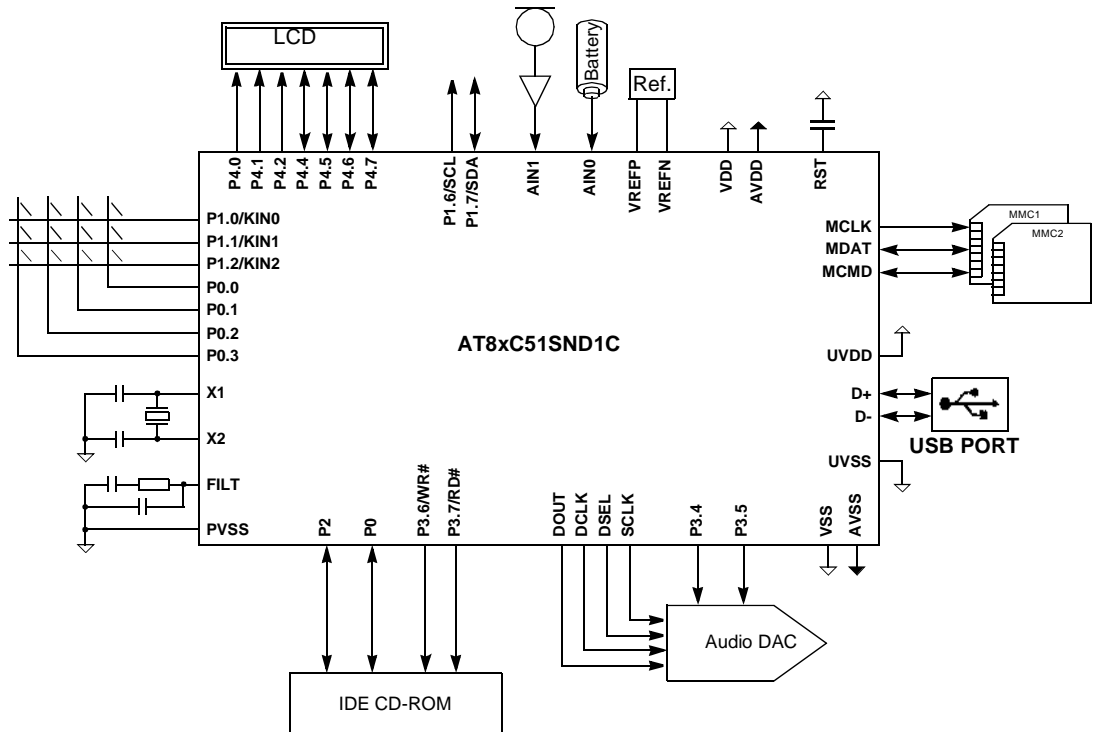 LCD
Battery
Ref.
P4.0
P4.1
P4.2
P4.4
P4.5
P4.6
P4.7
P1.6/SCL
P1.7/SDA
AIN1
AIN0
VREFP
VREFN
VDD
AVDD
RST
P1.0/KIN0
P1.1/KIN1
P1.2/KIN2
P0.0
P0.1
P0.2
P0.3
X1
X2
FILT
PVSS
AT8xC51SND1C
MCLK
MDAT
MCMD
MMC1
MMC2
UVDD
D+
D-
USB PORT
UVSS
P2
P0
P3.6/WR#
P3.7/RD#
DOUT
DCLK
DSEL
SCLK
P3.4
P3.5
VSS
AVSS
Audio DAC
IDE CD-ROM